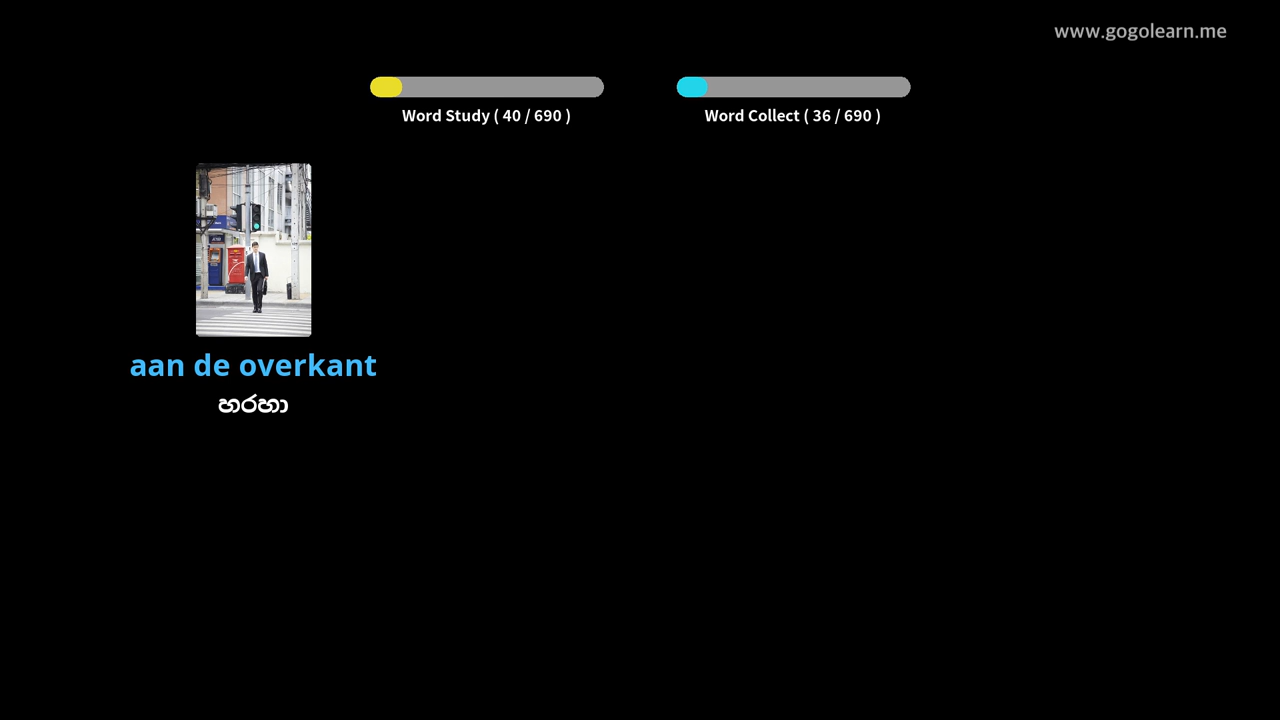 www.gogolearn.me
Word Study ( 40 / 690 )
Word Collect ( 36 / 690 )
aan de overkant
හරහා